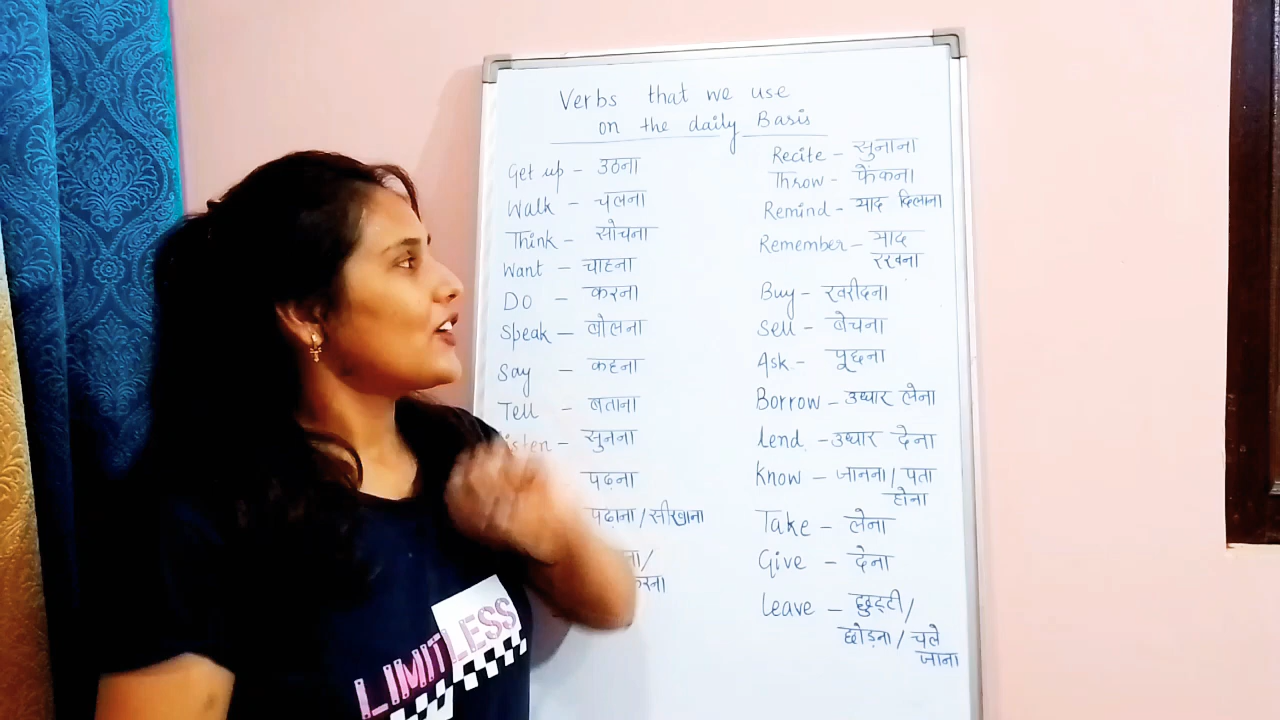 Verbs that we use
on the daily Basis
Get up - उठना
Walk - चलना
Think - सोचना
Want - चाहना
Do - करना
Speak - बोलना
Say - कहना
Tell - बताना
isten - सुनना
पढ़ना
पढ़ाना / सीखाना
ना /
करना
Recite - सुनाना
Throw - फेंकना
Remind - याद दिलाना
Remember - याद
रखना
Buy - खरीदना
Sell - बेचना
Ask - पूछना
Borrow - उधार लेना
Lend - उधार देना
Know - जानना / पता
होना
Take - लेना
Give - देना
Leave - छुट्टी /
छोड़ना / चले
जाना
LIMITLESS